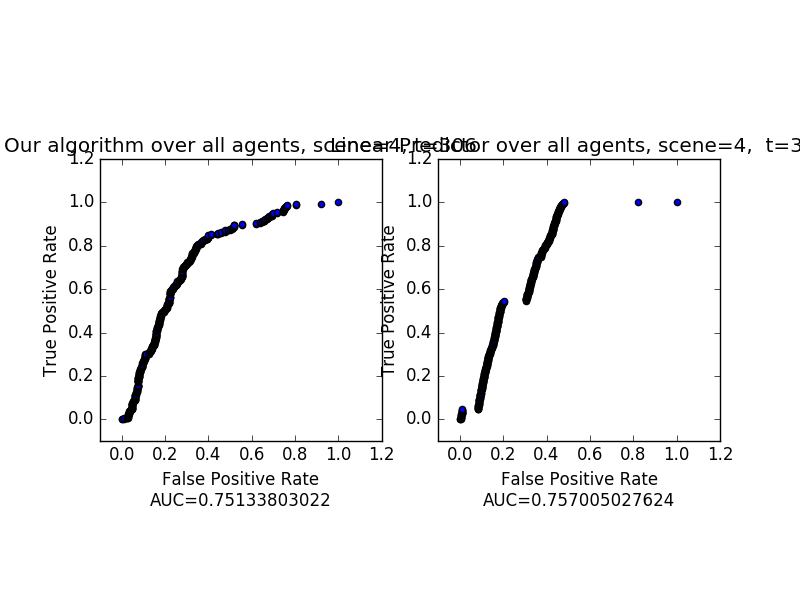 Our algorithm over all agents, scene=4, t=306
Linear Predictor over all agents, scene=4, t=3
True Positive Rate
1.2
1.0
0.8
0.6
0.4
0.2
0.0
0.0 0.2 0.4 0.6 0.8 1.0 1.2
False Positive Rate
AUC=0.75133803022
True Positive Rate
1.2
1.0
0.8
0.6
0.4
0.2
0.0
0.0 0.2 0.4 0.6 0.8 1.0 1.2
False Positive Rate
AUC=0.757005027624